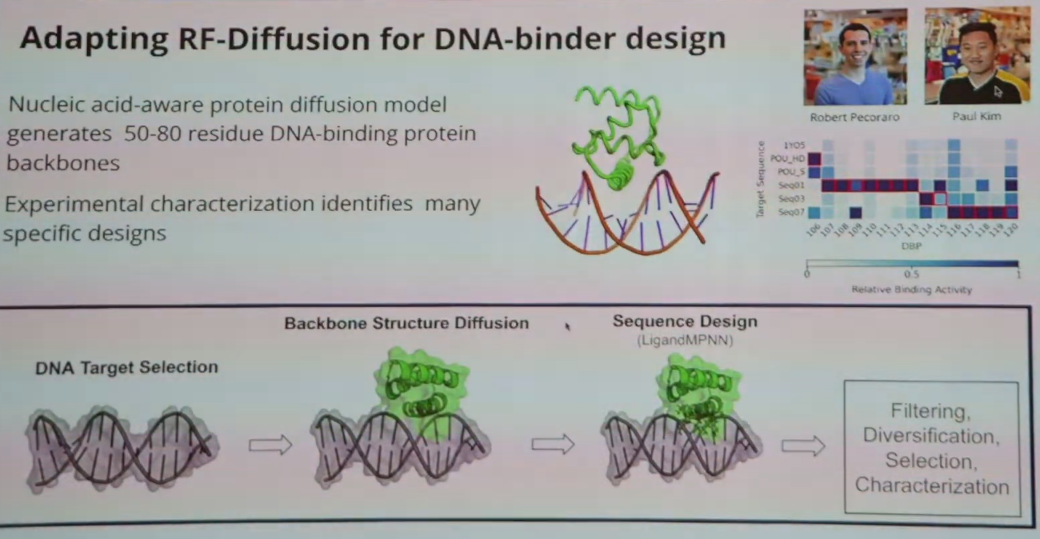 Adapting RF-Diffusion for DNA-binder design
Nucleic acid-aware protein diffusion model
generates 50-80 residue DNA-binding protein
backbones
Experimental characterization identifies many
specific designs
Robert Pecoraro
Paul Kim
Target Sequence
1YO5
POU_HD
POU_S
Seq01
Seq03
Seq07
106 107 108 109 110 111 112 113 114 115 116 117 118 119 120
DBP
0 0.5 1
Relative Binding Activity
DNA Target Selection
Backbone Structure Diffusion
Sequence Design
(LigandMPNN)
Filtering,
Diversification,
Selection,
Characterization